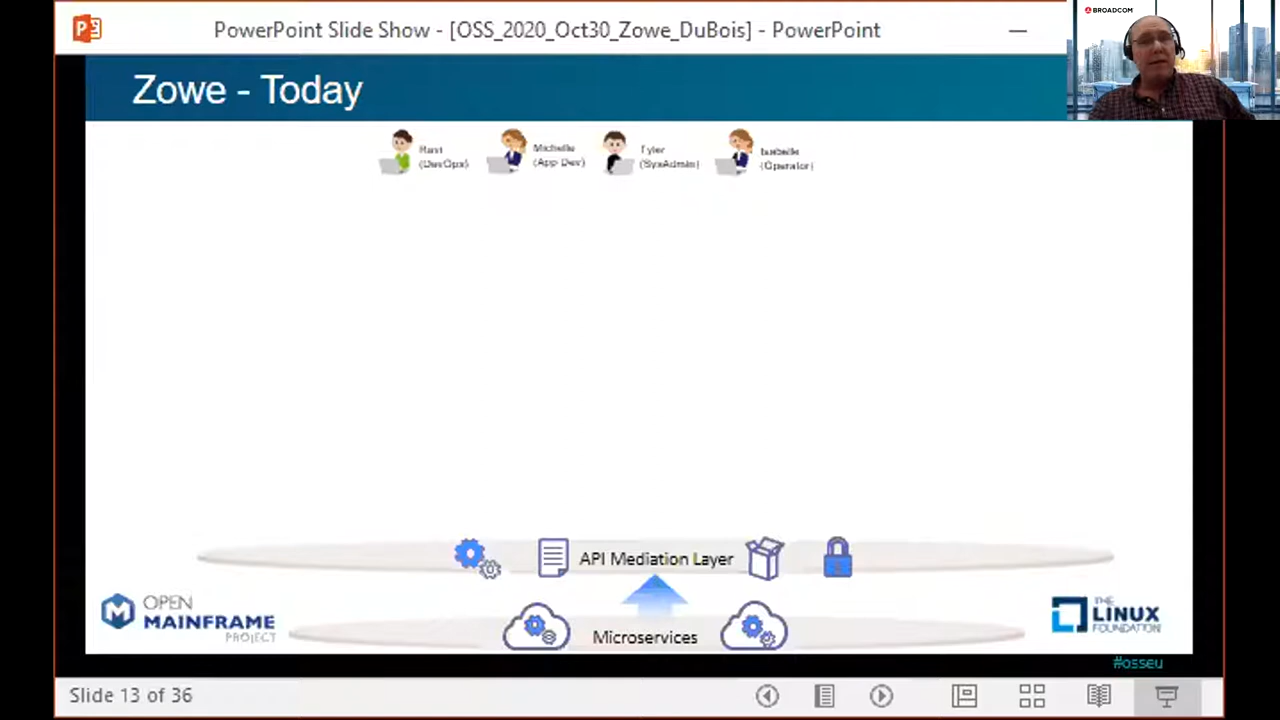 PowerPoint Slide Show - [OSS_2020_Oct30_Zowe_DuBois] - PowerPoint
BROADCOM
Zowe - Today
Ravi
(DevOps)
Michelle
(App Dev)
Tyler
(SysAdmin)
Isabelle
(Operator)
API Mediation Layer
Microservices
OPEN
MAINFRAME
PROJECT
THE
LINUX
FOUNDATION
#osseu
Slide 13 of 36